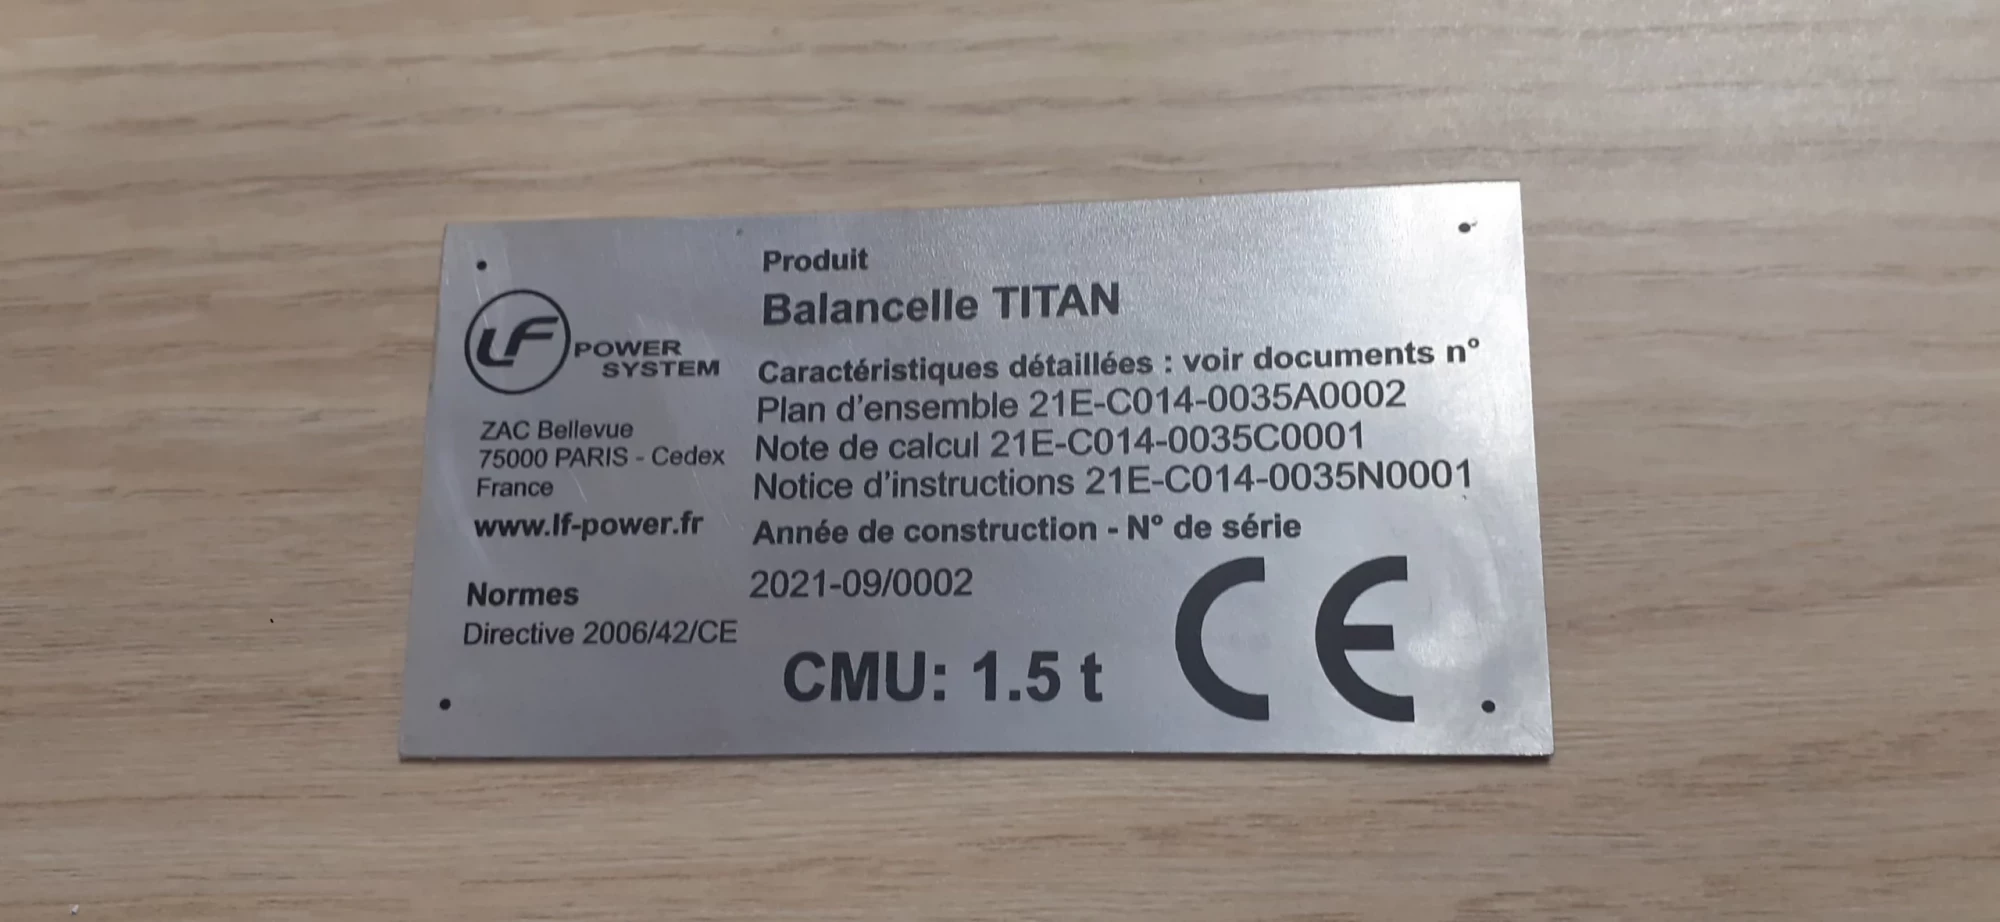 LF
POWER
SYSTEM
ZAC Bellevue
75000 PARIS - Cedex
France
www.lf-power.fr
Normes
Directive 2006/42/CE
Produit
Balancelle TITAN
Caractéristiques détaillées : voir documents n°
Plan d'ensemble 21E-C014-0035A0002
Note de calcul 21E-C014-0035C0001
Notice d'instructions 21E-C014-0035N0001
Année de construction - N° de série
2021-09/0002
CMU: 1.5 t
CE